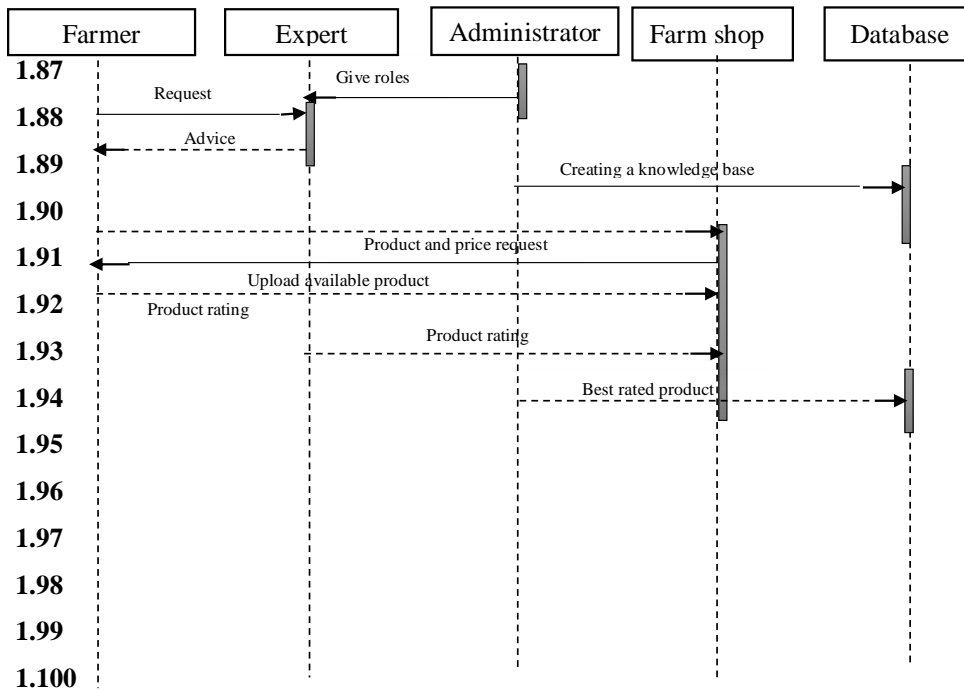 Farmer
Expert
Administrator
Farm shop
Database
1.87
Give roles
Request
1.88
Advice
1.89
Creating a knowledge base
1.90
Product and price request
1.91
Upload available product
1.92
Product rating
Product rating
1.93
Best rated product
1.94
1.95
1.96
1.97
1.98
1.99
1.100